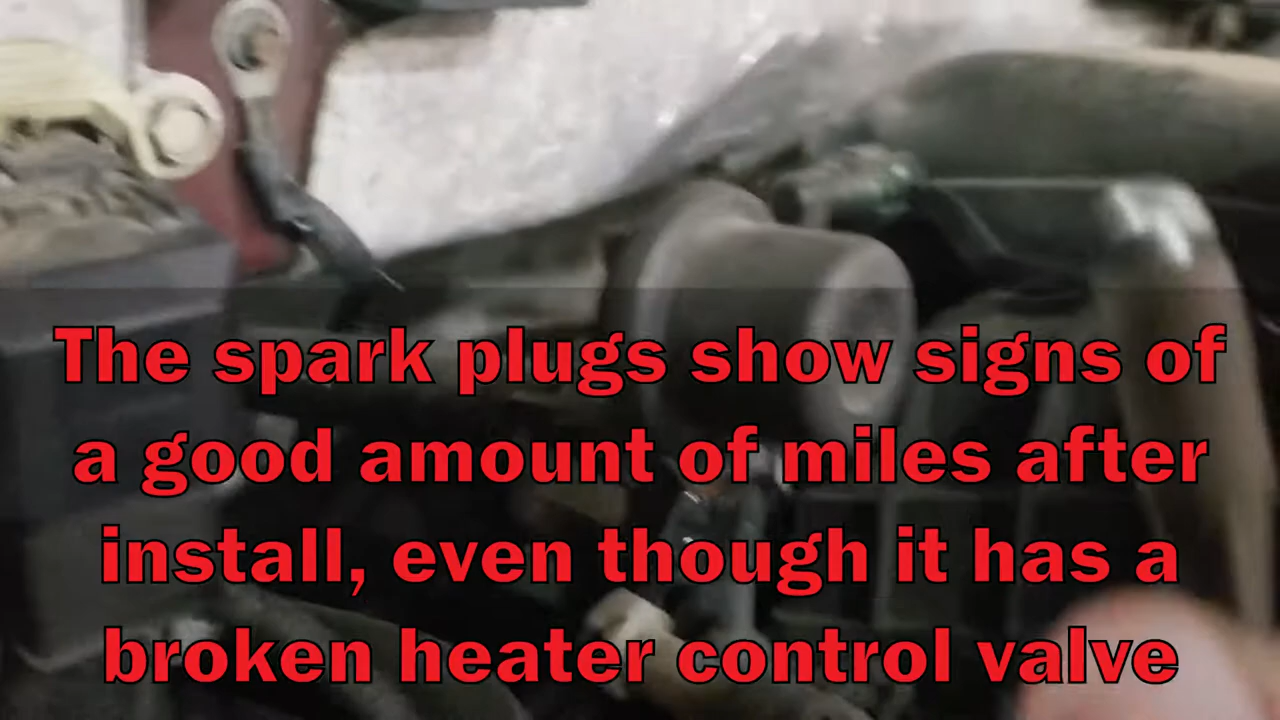 The spark plugs show signs of
a good amount of miles after
install, even though it has a
broken heater control valve